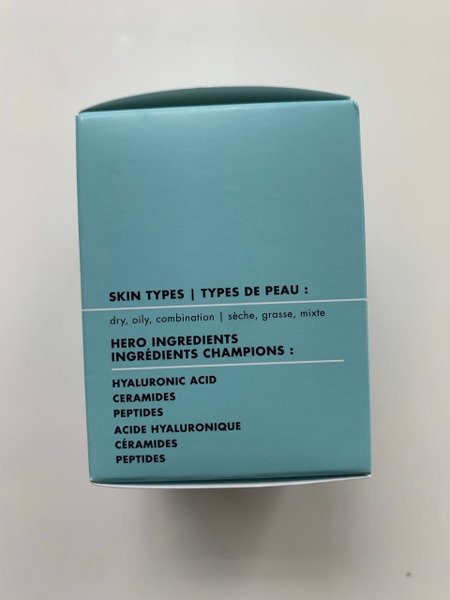 SKIN TYPES | TYPES DE PEAU :
dry, oily, combination | sèche, grasse, mixte
HERO INGREDIENTS
INGRÉDIENTS CHAMPIONS :
HYALURONIC ACID
CERAMIDES
PEPTIDES
ACIDE HYALURONIQUE
CÉRAMIDES
PEPTIDES